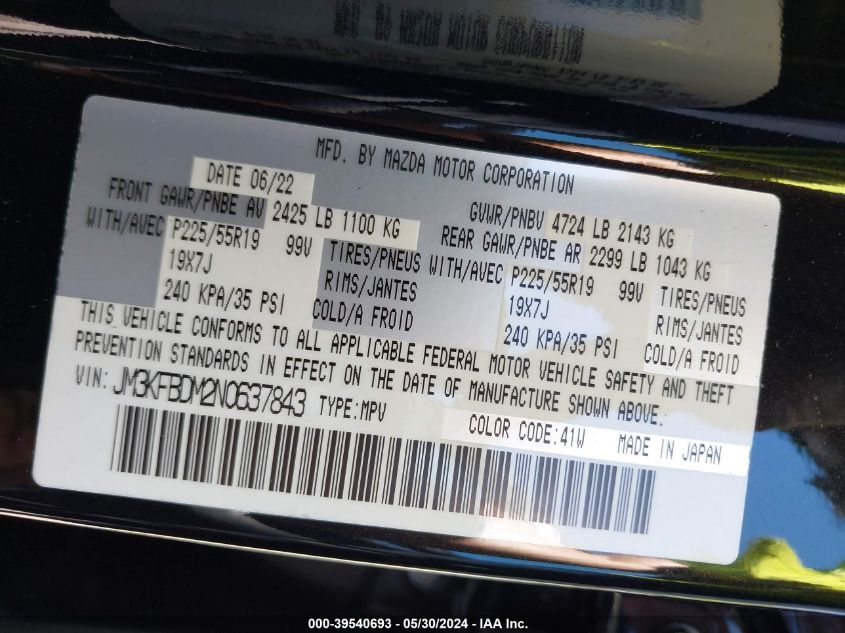 MFD. BY MAZDA MOTOR CORPORATION
DATE 06/22
FRONT GAWR/PNBE AV 2425 LB 1100 KG
WITH/AVEC P225/55R19 99V TIRES/PNEUS
19X7J RIMS/JANTES
240 KPA/35 PSI COLD/A FROID
GVWR/PNBV 4724 LB 2143 KG
REAR GAWR/PNBE AR 2299 LB 1043 KG
WITH/AVEC P225/55R19 99V TIRES/PNEUS
19X7J RIMS/JANTES
240 KPA/35 PSI COLD/A FROID
THIS VEHICLE CONFORMS TO ALL APPLICABLE FEDERAL MOTOR VEHICLE SAFETY AND THEFT
PREVENTION STANDARDS IN EFFECT ON THE DATE OF MANUFACTURE SHOWN ABOVE.
VIN: JM3KFBDM2N0637843 TYPE:MPV
COLOR CODE:41W MADE IN JAPAN
000-39540693 - 05/30/2024 - IAA Inc.